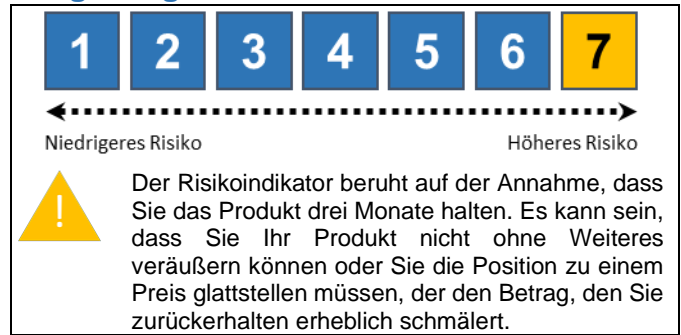 1 2 3 4 5 6 7
Niedrigeres Risiko Höheres Risiko
! Der Risikoindikator beruht auf der Annahme, dass
Sie das Produkt drei Monate halten. Es kann sein,
dass Sie Ihr Produkt nicht ohne Weiteres
veräußern können oder Sie die Position zu einem
Preis glattstellen müssen, der den Betrag, den Sie
zurückerhalten erheblich schmälert.